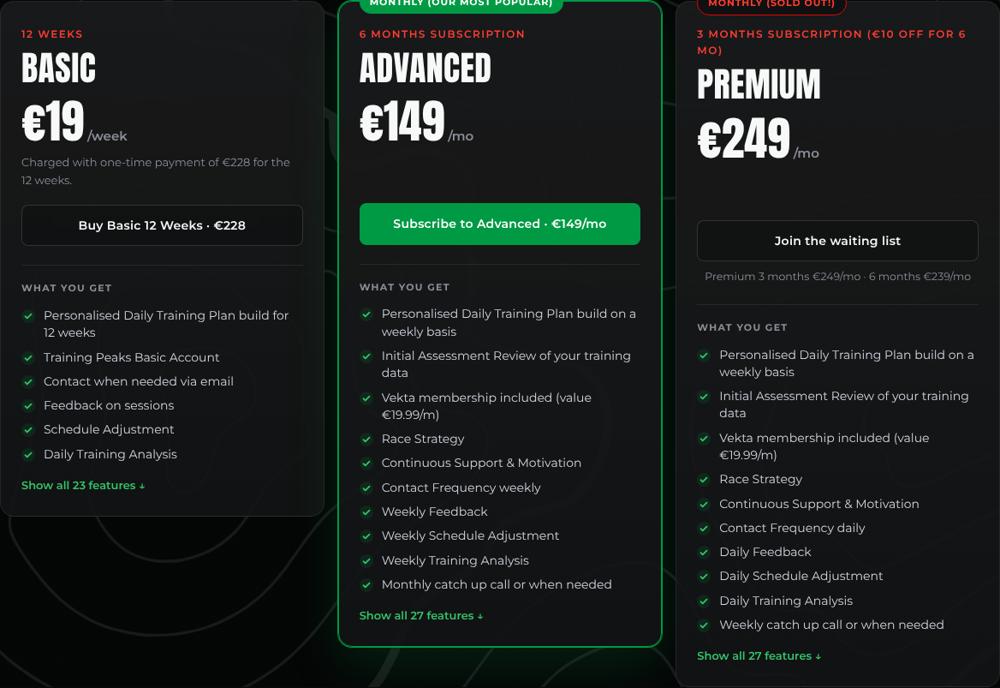 12 WEEKS
BASIC
€19 /week
Charged with one-time payment of €228 for the
12 weeks.
Buy Basic 12 Weeks · €228
WHAT YOU GET
Personalised Daily Training Plan build for
12 weeks
Training Peaks Basic Account
Contact when needed via email
Feedback on sessions
Schedule Adjustment
Daily Training Analysis
Show all 23 features ↓
MONTHLY (OUR MOST POPULAR)
6 MONTHS SUBSCRIPTION
ADVANCED
€149 /mo
Subscribe to Advanced · €149/mo
WHAT YOU GET
Personalised Daily Training Plan build on a
weekly basis
Initial Assessment Review of your training
data
Vekta membership included (value
€19.99/m)
Race Strategy
Continuous Support & Motivation
Contact Frequency weekly
Weekly Feedback
Weekly Schedule Adjustment
Weekly Training Analysis
Monthly catch up call or when needed
Show all 27 features ↓
MONTHLY (SOLD OUT!)
3 MONTHS SUBSCRIPTION (€10 OFF FOR 6
MO)
PREMIUM
€249 /mo
Join the waiting list
Premium 3 months €249/mo · 6 months €239/mo
WHAT YOU GET
Personalised Daily Training Plan build on a
weekly basis
Initial Assessment Review of your training
data
Vekta membership included (value
€19.99/m)
Race Strategy
Continuous Support & Motivation
Contact Frequency daily
Daily Feedback
Daily Schedule Adjustment
Daily Training Analysis
Weekly catch up call or when needed
Show all 27 features ↓